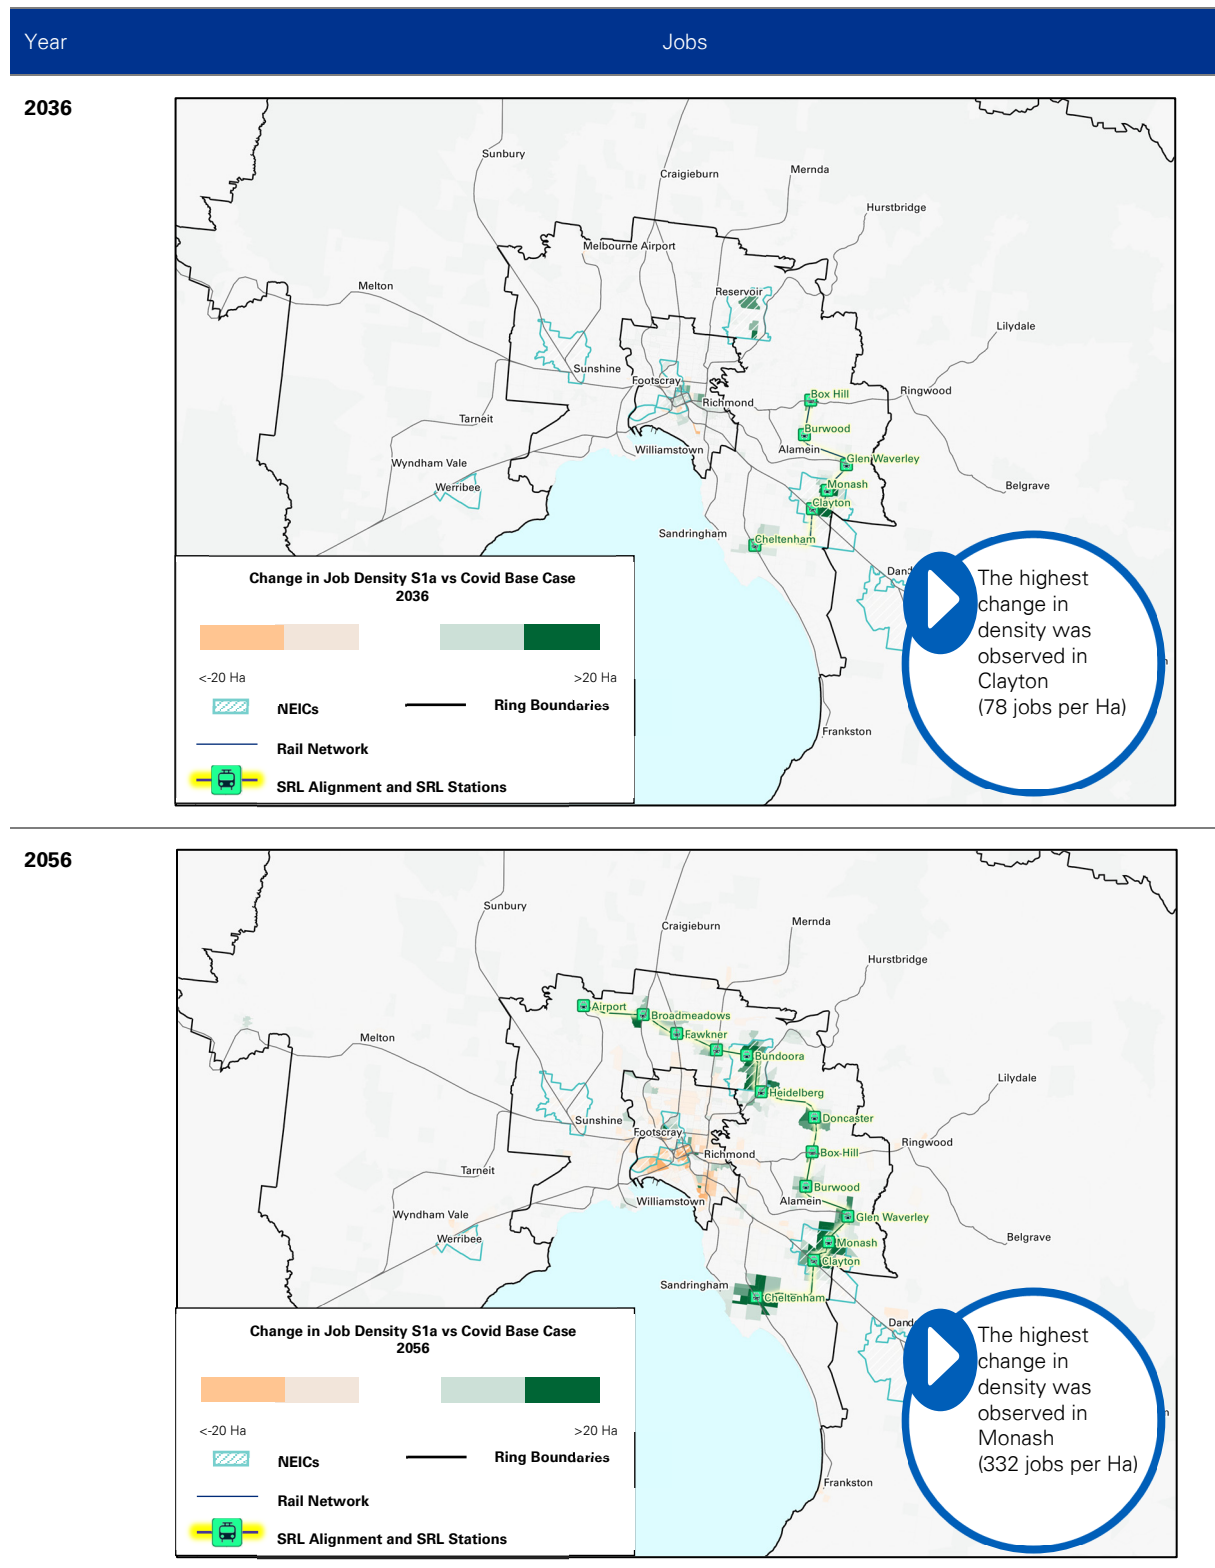 Year
Jobs
2036
Sunbury
Craigieburn
Mernda
Hurstbridge
Melbourne Airport
Melton
Reservoir
Lilydale
Sunshine
Footscray
Richmond
Box Hill
Ringwood
Tarneit
Burwood
Williamstown
Alamein
Glen Waverley
Wyndham Vale
Werribee
Monash
Belgrave
Clayton
Sandringham
Cheltenham
Dand
Frankston
Change in Job Density S1a vs Covid Base Case
2036
<-20 Ha
>20 Ha
NEICs
Ring Boundaries
Rail Network
SRL Alignment and SRL Stations
The highest
change in
density was
observed in
Clayton
(78 jobs per Ha)
2056
Sunbury
Craigieburn
Mernda
Hurstbridge
Airport
Broadmeadows
Fawkner
Melton
Bundoora
Lilydale
Heidelberg
Sunshine
Doncaster
Footscray
Richmond
Box Hill
Ringwood
Tarneit
Burwood
Williamstown
Alamein
Glen Waverley
Wyndham Vale
Werribee
Monash
Belgrave
Clayton
Sandringham
Cheltenham
Dand
Frankston
Change in Job Density S1a vs Covid Base Case
2056
<-20 Ha
>20 Ha
NEICs
Ring Boundaries
Rail Network
SRL Alignment and SRL Stations
The highest
change in
density was
observed in
Monash
(332 jobs per Ha)